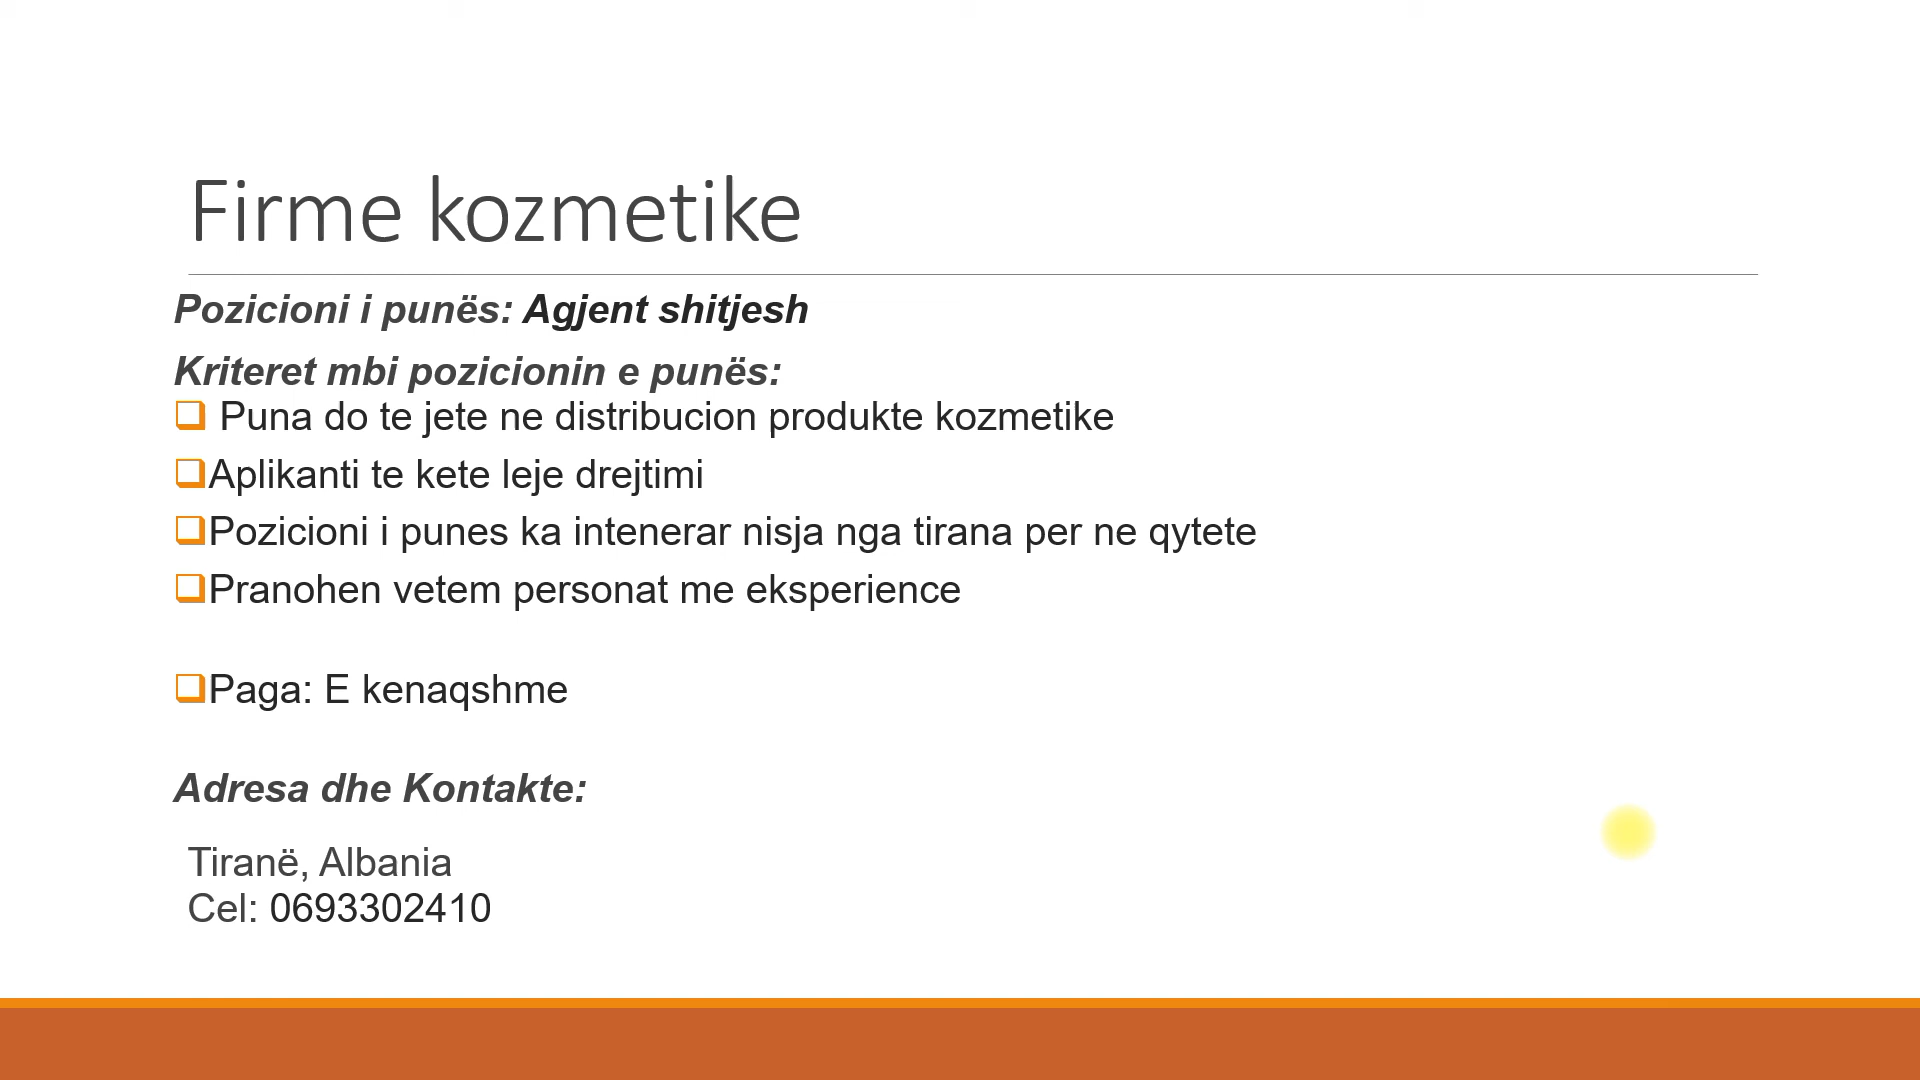 Firme kozmetike
Pozicioni i punës: Agjent shitjesh
Kriteret mbi pozicionin e punës:
Puna do te jete ne distribucion produkte kozmetike
Aplikanti te kete leje drejtimi
Pozicioni i punes ka intenerar nisja nga tirana per ne qytete
Pranohen vetem personat me eksperience
Paga: E kenaqshme
Adresa dhe Kontakte:
Tiranë, Albania
Cel: 0693302410